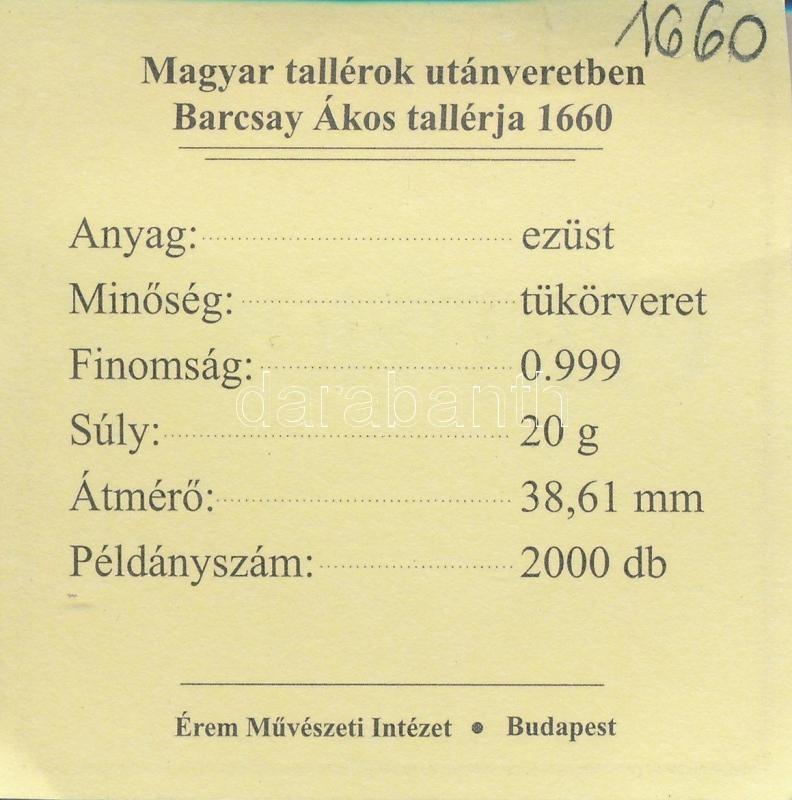 1660
Magyar tallérok utánveretben
Barcsay Ákos tallérja 1660
Anyag: ezüst
Minőség: tükörveret
Finomság: 0.999
darabanth
Súly: 20 g
Átmérő: 38,61 mm
Példányszám: 2000 db
Érem Művészeti Intézet ● Budapest